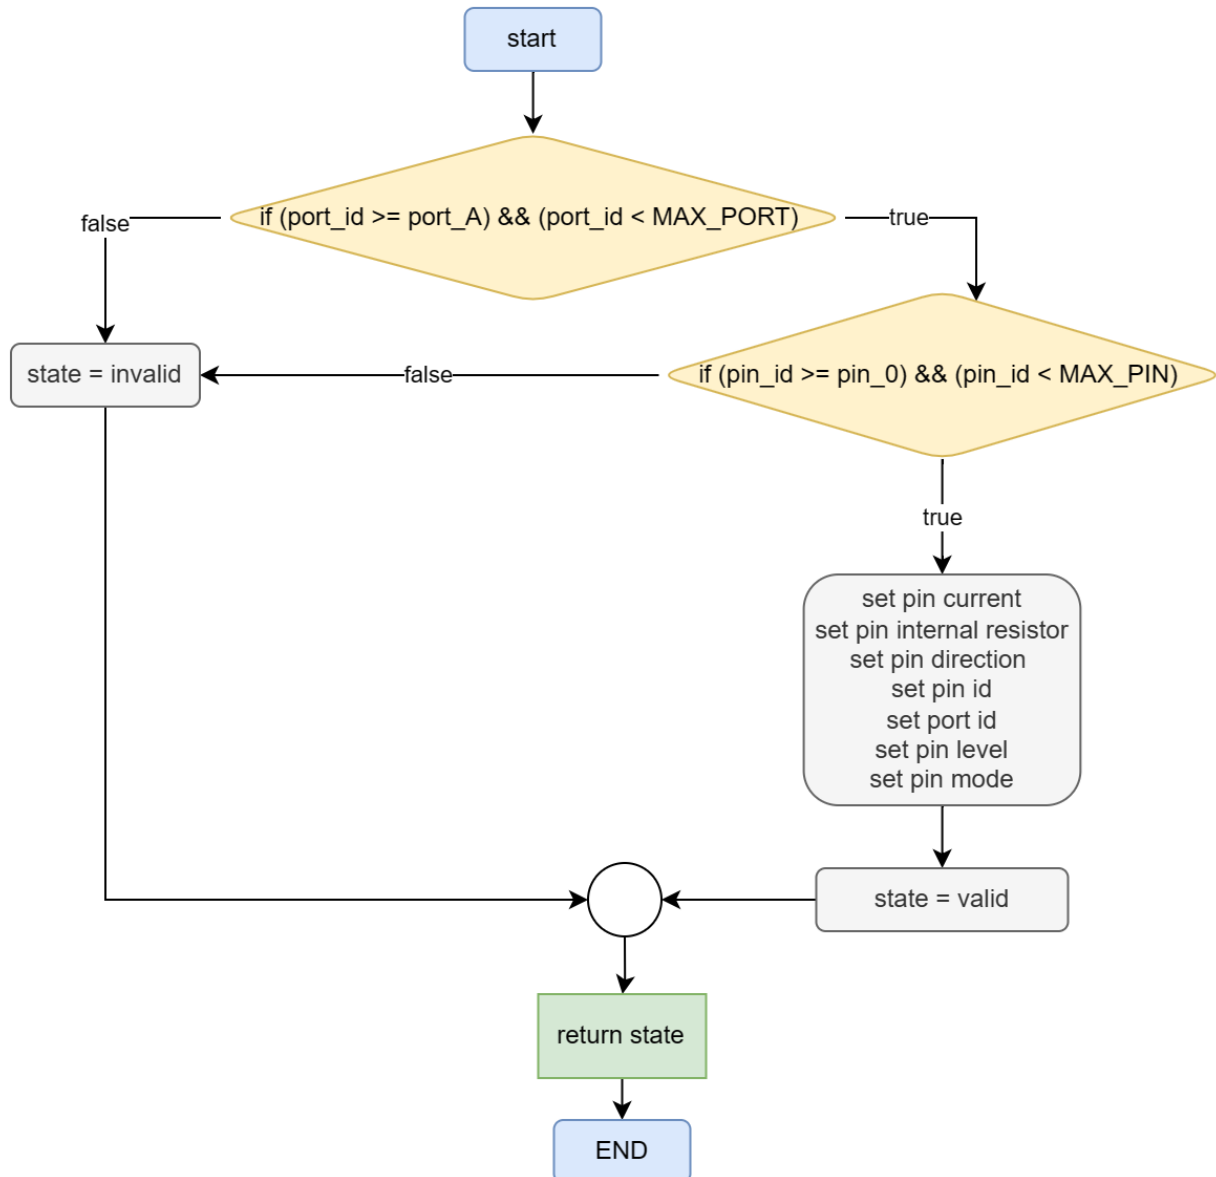 start
if (port_id >= port_A) && (port_id < MAX_PORT)
false
true
state = invalid
false
if (pin_id >= pin_0) && (pin_id < MAX_PIN)
true
set pin current
set pin internal resistor
set pin direction
set pin id
set port id
set pin level
set pin mode
state = valid
return state
END